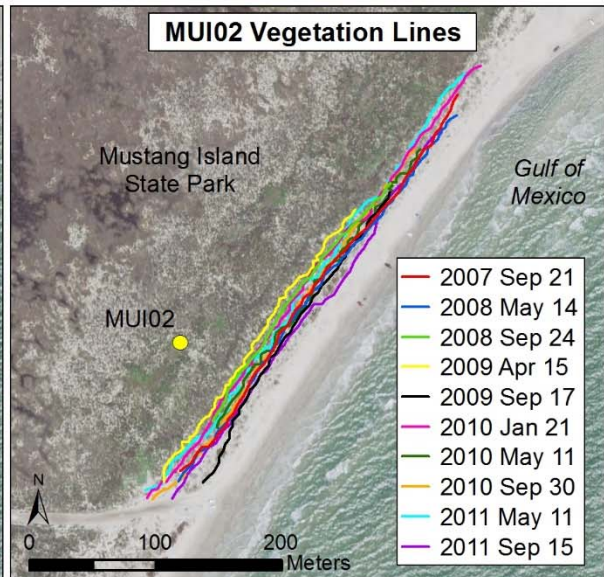 MUI02 Vegetation Lines
Mustang Island
State Park
Gulf of
Mexico
MUI02
2007 Sep 21
2008 May 14
2008 Sep 24
2009 Apr 15
2009 Sep 17
2010 Jan 21
2010 May 11
2010 Sep 30
2011 May 11
2011 Sep 15
N
0 100 200
Meters